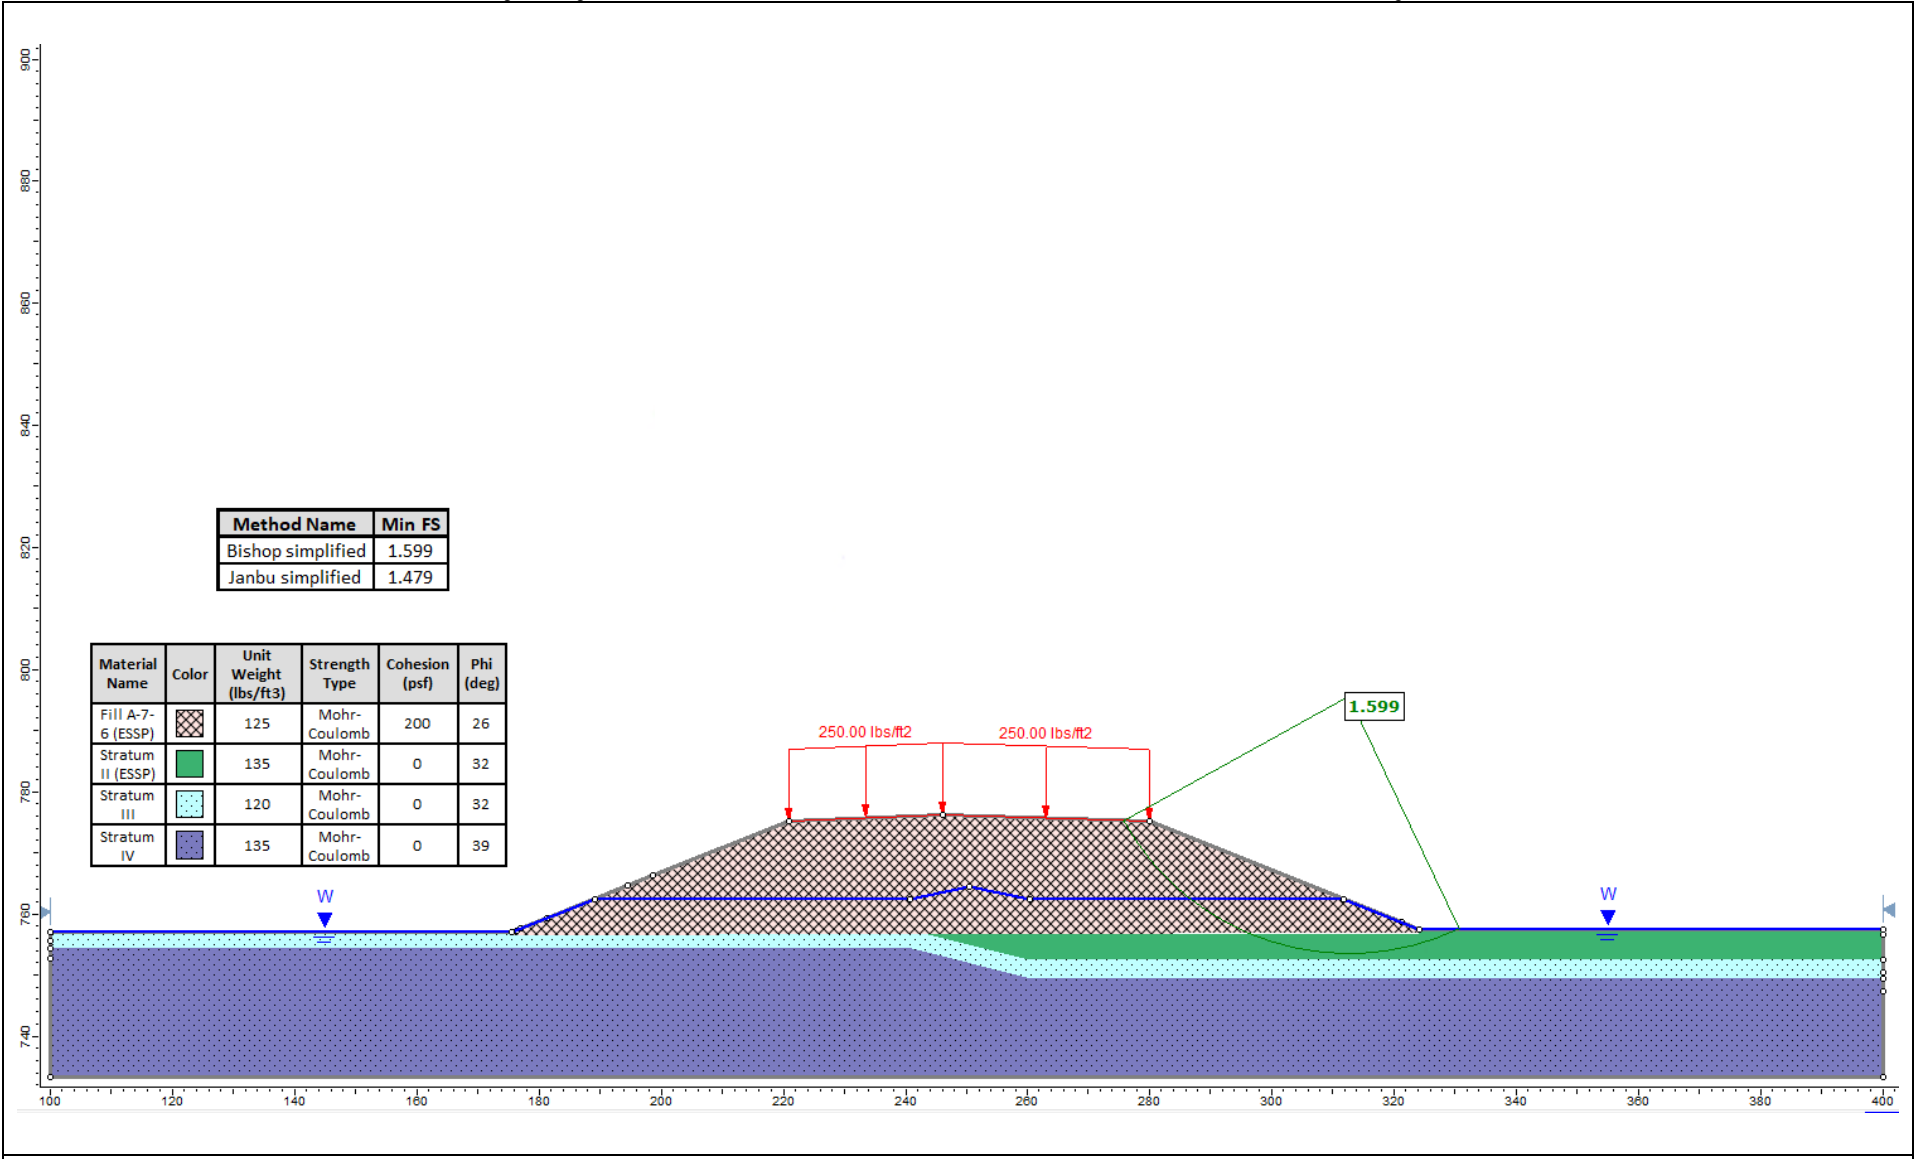 900
880
860
840
820
800
780
760
740
Method Name Min FS
Bishop simplified 1.599
Janbu simplified 1.479
Material Name Color Unit Weight (lbs/ft3) Strength Type Cohesion (psf) Phi (deg)
Fill A-7-6 (ESSP) 125 Mohr-Coulomb 200 26
Stratum II (ESSP) 135 Mohr-Coulomb 0 32
Stratum III 120 Mohr-Coulomb 0 32
Stratum IV 135 Mohr-Coulomb 0 39
250.00 lbs/ft2 250.00 lbs/ft2
1.599
W W
100 120 140 160 180 200 220 240 260 280 300 320 340 360 380 400